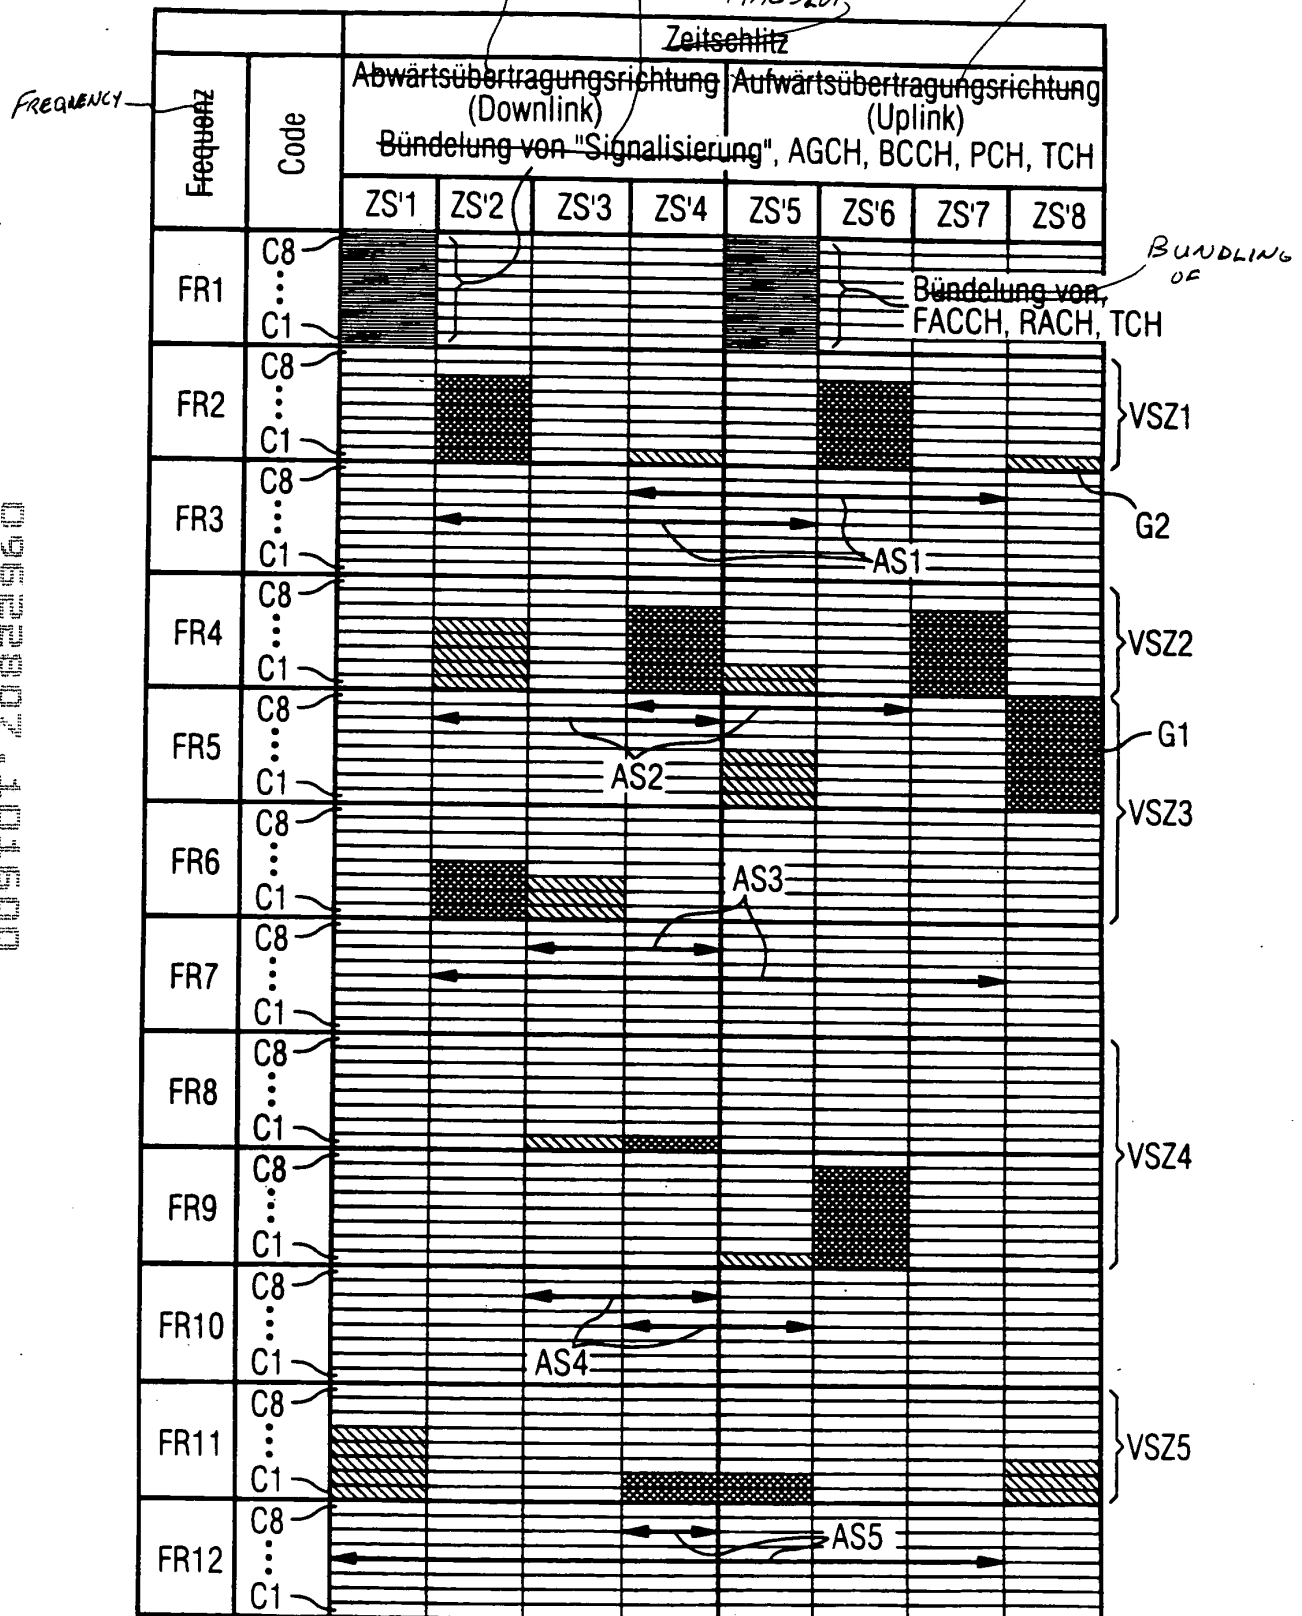 Zeitschlitz
FREQUENCY
Frequenz
Code
Abwärtsübertragungsrichtung
(Downlink)
Aufwärtsübertragungsrichtung
(Uplink)
Bündelung von "Signalisierung", AGCH, BCCH, PCH, TCH
ZS'1 ZS'2 ZS'3 ZS'4 ZS'5 ZS'6 ZS'7 ZS'8
FR1
C8
C1
BUNDLING
OF
Bündelung von,
FACCH, RACH, TCH
FR2
C8
C1
VSZ1
G2
FR3
C8
C1
AS1
FR4
C8
C1
VSZ2
FR5
C8
C1
AS2
G1
VSZ3
FR6
C8
C1
AS3
FR7
C8
C1
FR8
C8
C1
VSZ4
FR9
C8
C1
FR10
C8
C1
AS4
FR11
C8
C1
VSZ5
FR12
C8
C1
AS5